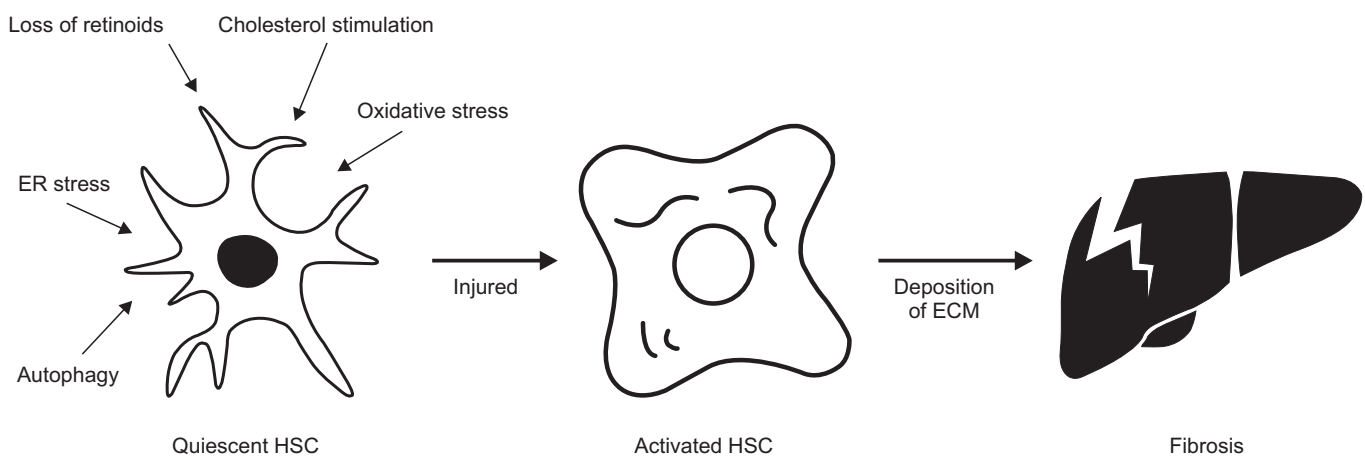 Loss of retinoids
Cholesterol stimulation
Oxidative stress
ER stress
Autophagy
Injured
Deposition
of ECM
Quiescent HSC
Activated HSC
Fibrosis